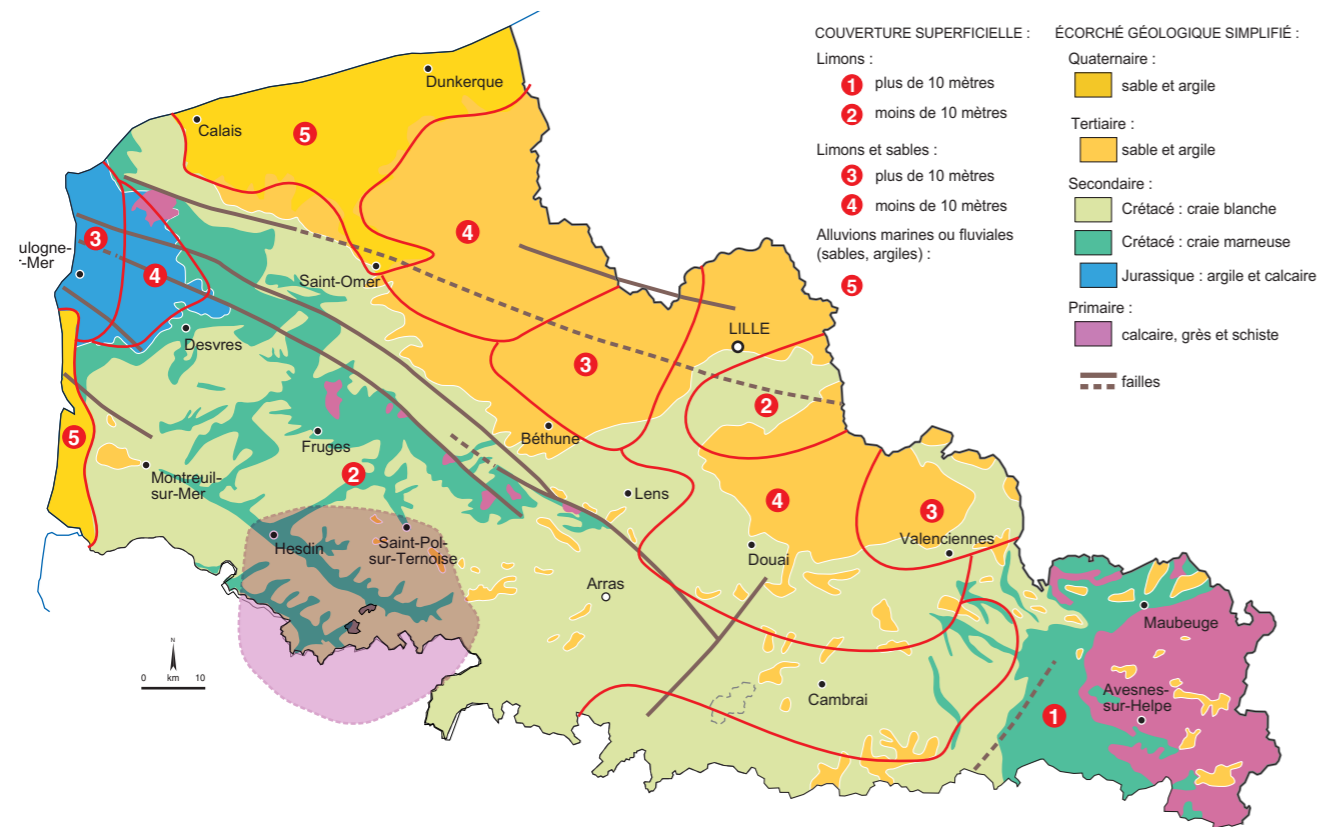 COUVERTURE SUPERFICIELLE :
Limons :
1 plus de 10 mètres
2 moins de 10 mètres
Limons et sables :
3 plus de 10 mètres
4 moins de 10 mètres
Alluvions marines ou fluviales
(sables, argiles) :
5
ÉCORCHÉ GÉOLOGIQUE SIMPLIFIÉ :
Quaternaire :
sable et argile
Tertiaire :
sable et argile
Secondaire :
Crétacé : craie blanche
Crétacé : craie marneuse
Jurassique : argile et calcaire
Primaire :
calcaire, grès et schiste
failles
Dunkerque
Calais
5
4
3
ulogne-
-Mer
4
Saint-Omer
LILLE
Desvres
3
2
5
Fruges
Béthune
2
Montreuil-
sur-Mer
Lens
4
3
Hesdin
Saint-Pol-
sur-Ternoise
Douai
Valenciennes
Arras
Maubeuge
N
0 km 10
Cambrai
Avesnes-
sur-Helpe
1